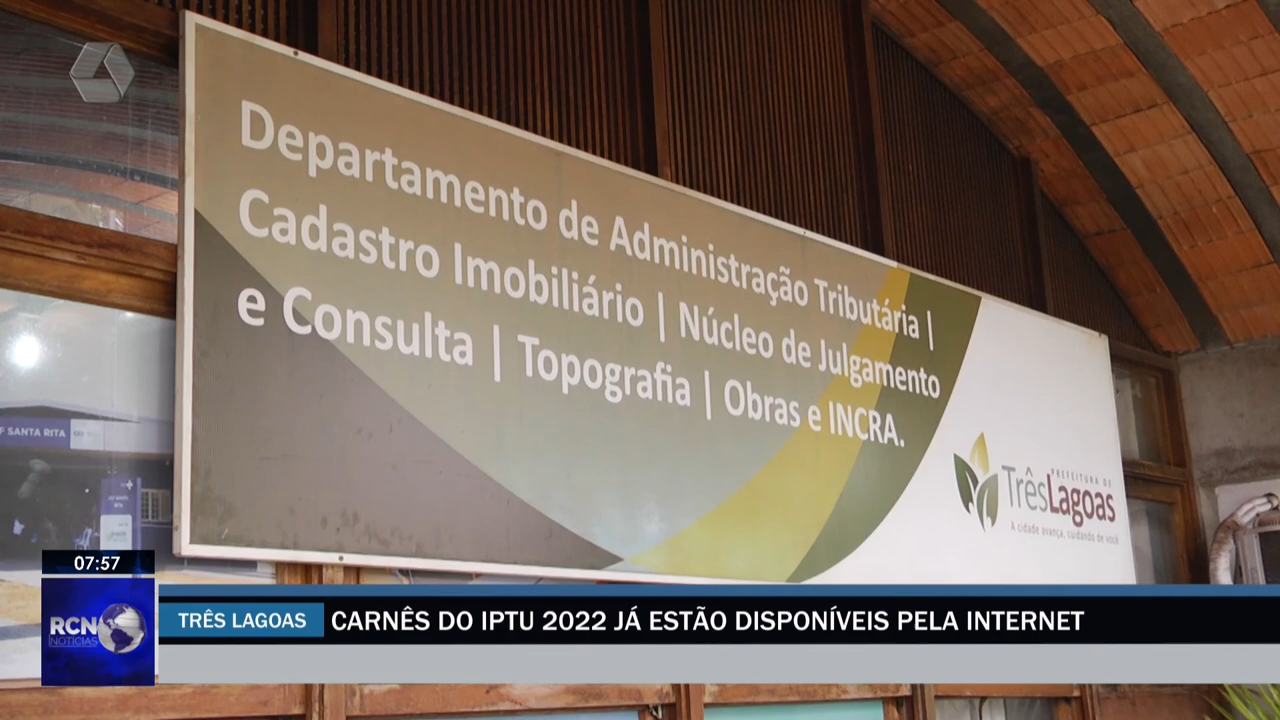 Departamento de Administração Tributária |
Cadastro Imobiliário | Núcleo de Julgamento
e Consulta | Topografia | Obras e INCRA.
PREFEITURA DE
TrêsLagoas
A cidade avança, cuidando de você
F SANTA RITA
07:57
RCN
NOTÍCIAS
TRÊS LAGOAS
CARNÊS DO IPTU 2022 JÁ ESTÃO DISPONÍVEIS PELA INTERNET